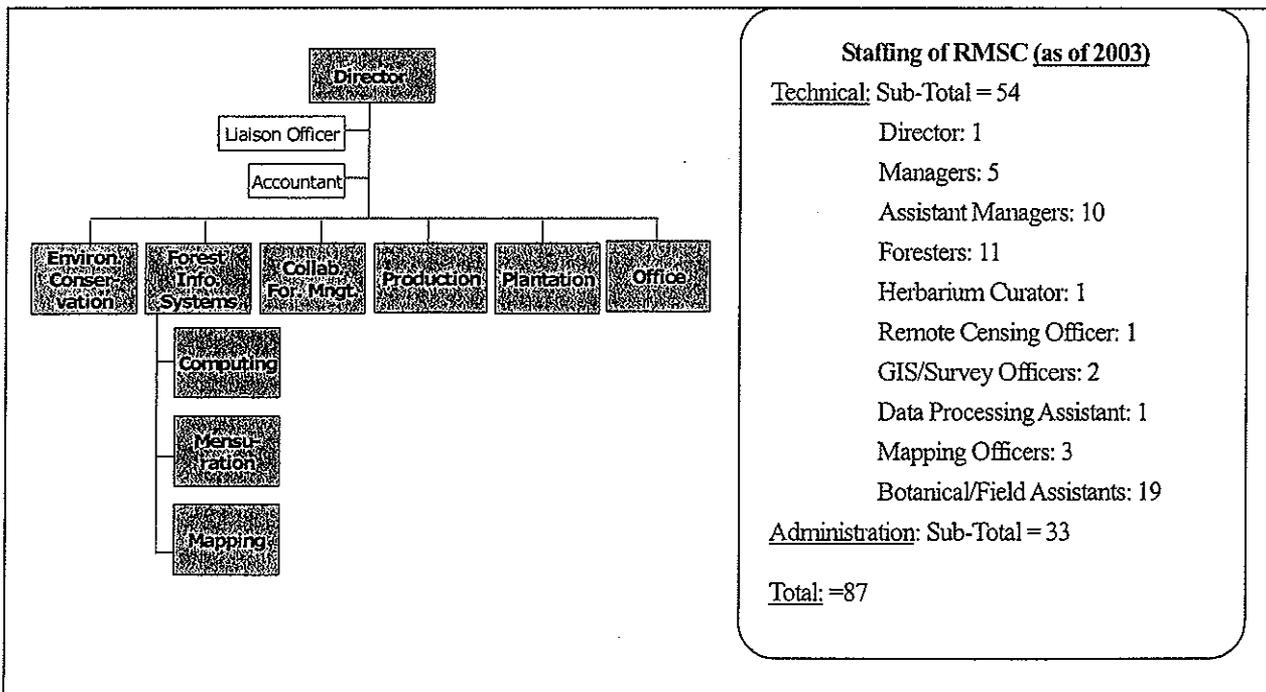 Director
Liaison Officer
Accountant
Environ.
Conser-
vation
Forest
Info.
Systems
Collab.
For. Mngt.
Production
Plantation
Office
Computing
Mensu-
ration
Mapping
Staffing of RMSC (as of 2003)
Technical: Sub-Total = 54
Director: 1
Managers: 5
Assistant Managers: 10
Foresters: 11
Herbarium Curator: 1
Remote Censing Officer: 1
GIS/Survey Officers: 2
Data Processing Assistant: 1
Mapping Officers: 3
Botanical/Field Assistants: 19
Administration: Sub-Total = 33
Total: =87